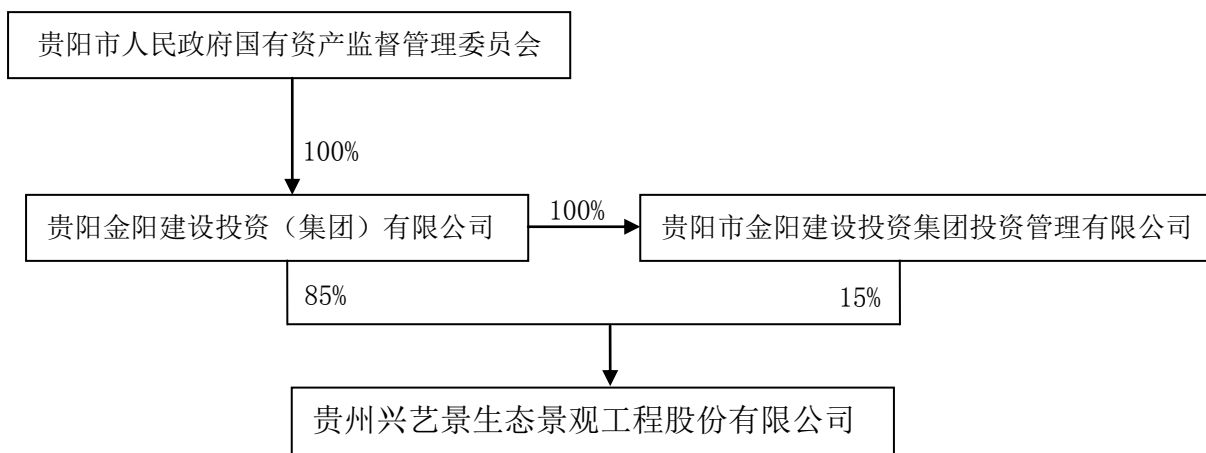 贵阳市人民政府国有资产监督管理委员会
100%
贵阳金阳建设投资（集团）有限公司
100%
贵阳市金阳建设投资集团投资管理有限公司
85%
15%
贵州兴艺景生态景观工程股份有限公司